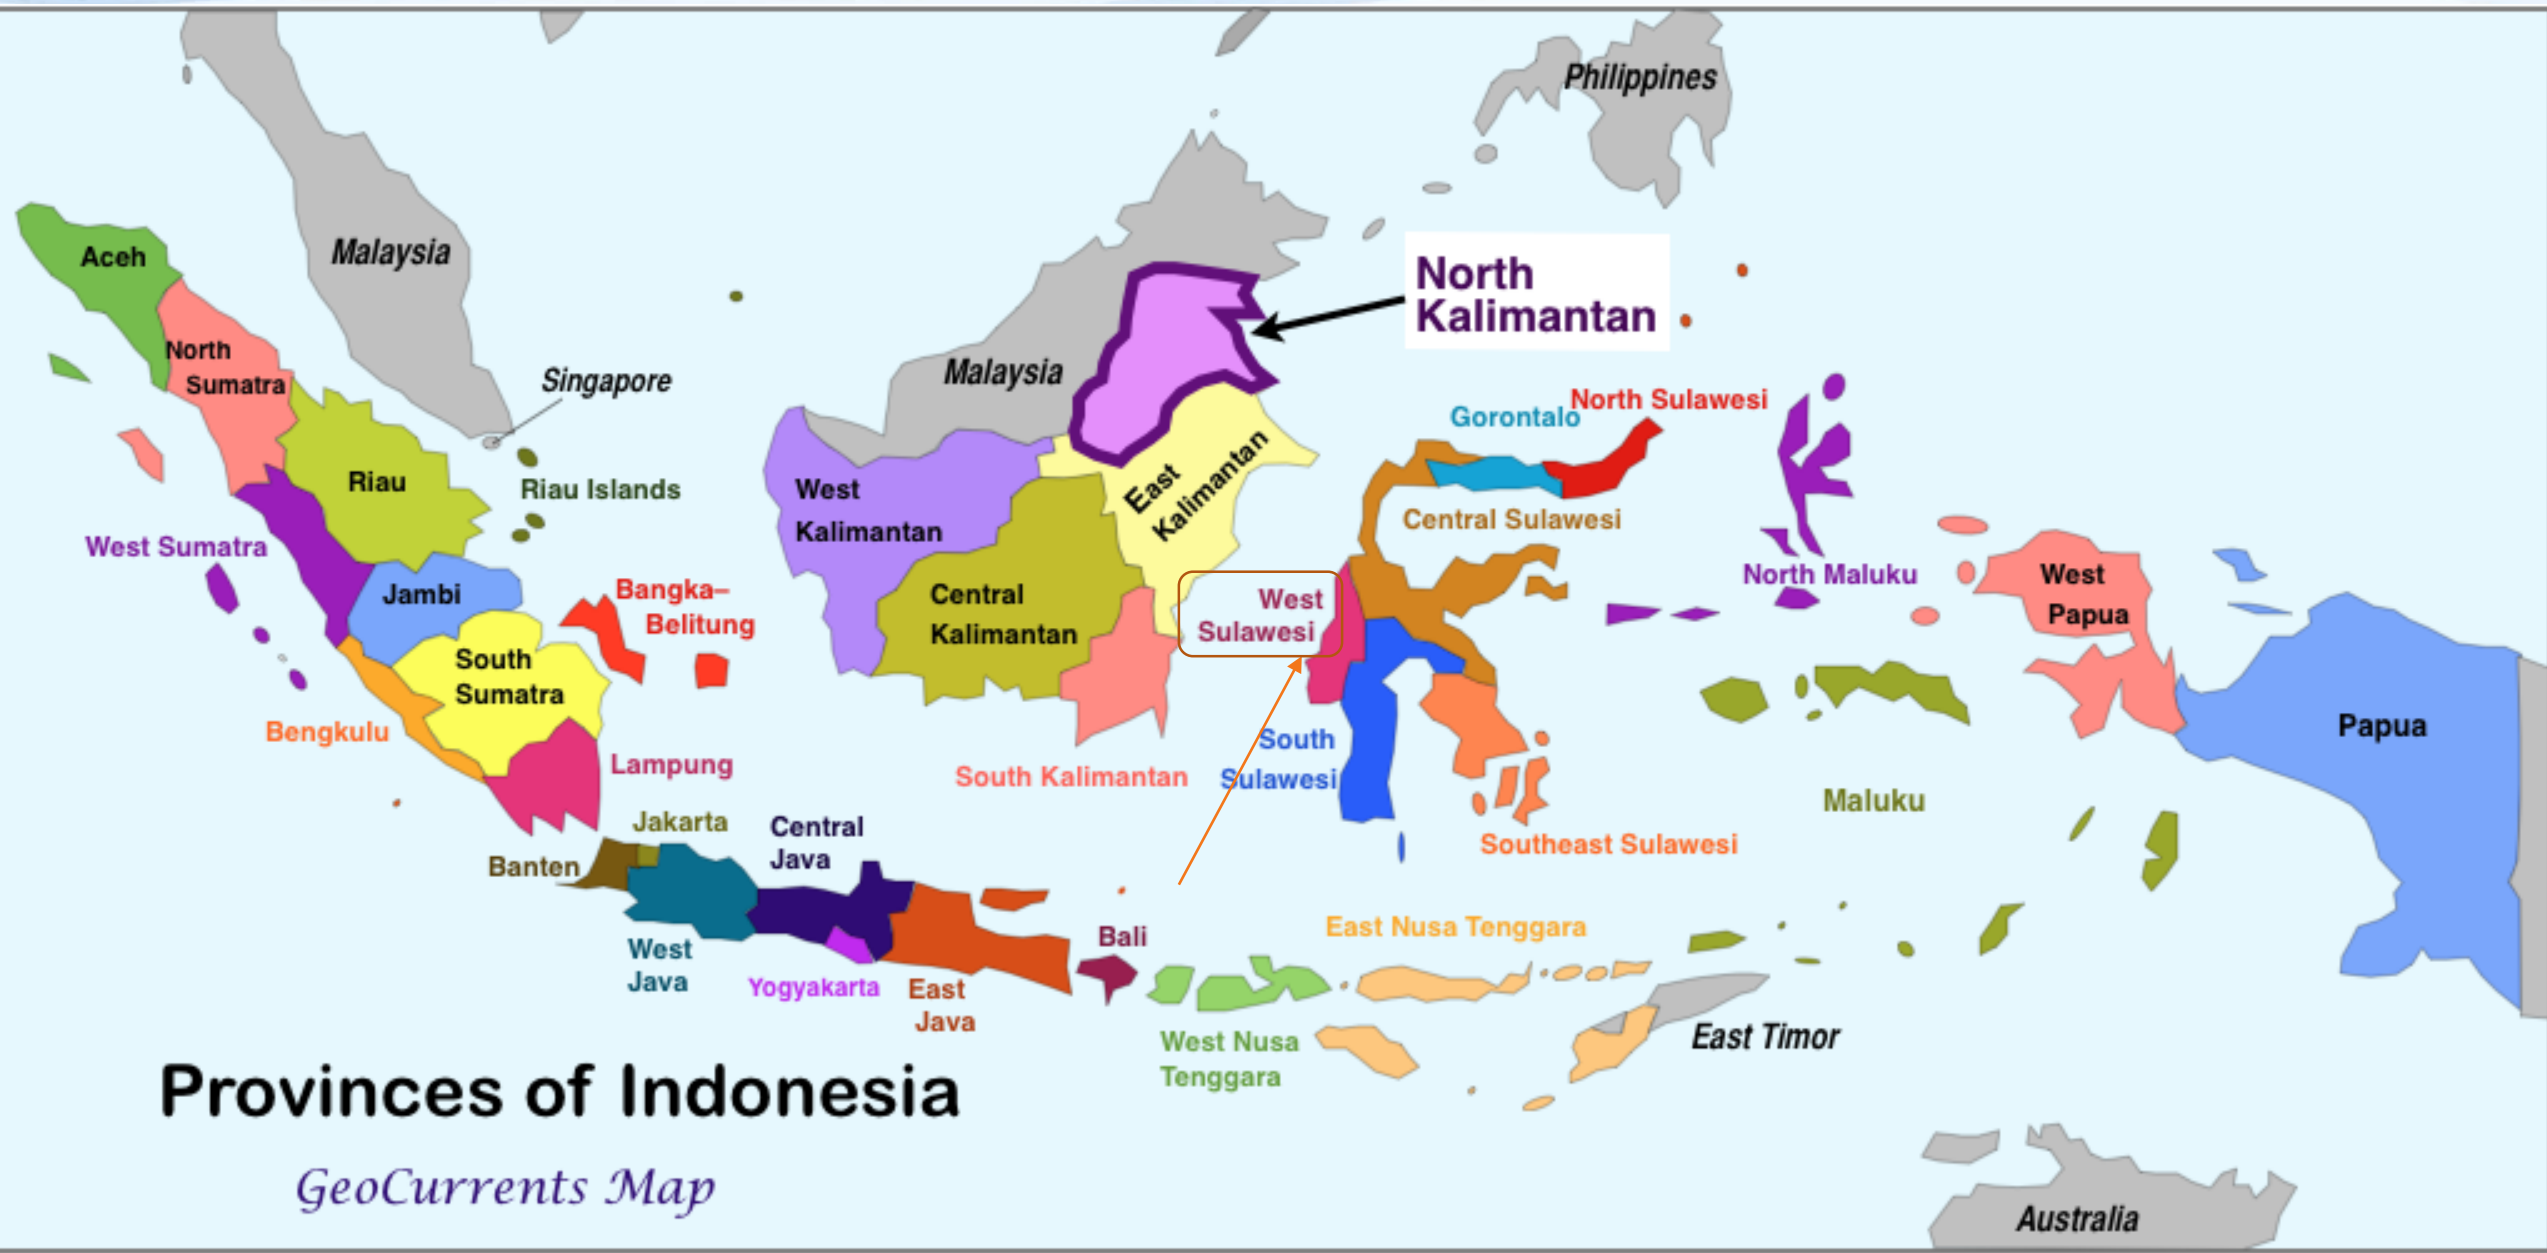 Philippines
Aceh
Malaysia
North
Kalimantan
North
Sumatra
Singapore
Malaysia
Gorontalo
North Sulawesi
Riau
Riau Islands
West
Kalimantan
East
Kalimantan
Central Sulawesi
West Sumatra
Jambi
Bangka–
Belitung
Central
Kalimantan
West
Sulawesi
North Maluku
West
Papua
South
Sumatra
Bengkulu
Lampung
South Kalimantan
South
Sulawesi
Papua
Maluku
Jakarta
Central
Java
Banten
Southeast Sulawesi
West
Java
Yogyakarta
East
Java
Bali
East Nusa Tenggara
West Nusa
Tenggara
East Timor
Provinces of Indonesia
GeoCurrents Map
Australia